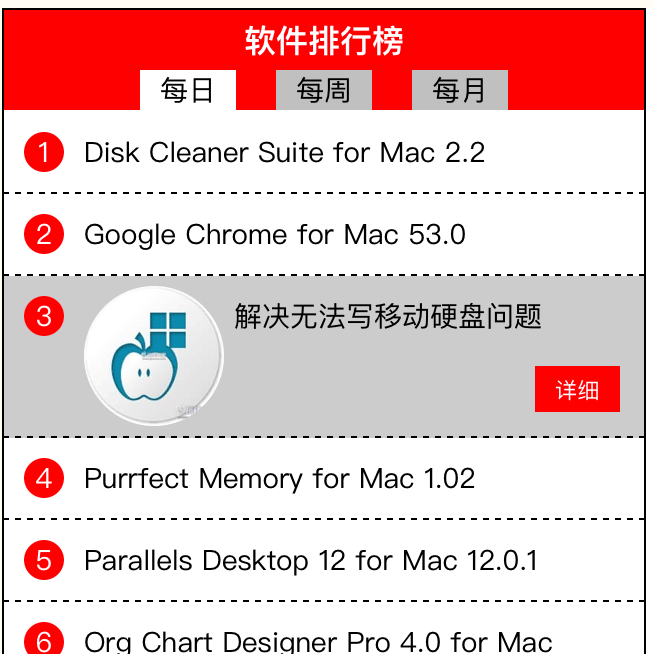 软件排行榜
每日 每周 每月
1 Disk Cleaner Suite for Mac 2.2
2 Google Chrome for Mac 53.0
3 解决无法写移动硬盘问题
详细
4 Purrfect Memory for Mac 1.02
5 Parallels Desktop 12 for Mac 12.0.1
6 Org Chart Designer Pro 4.0 for Mac